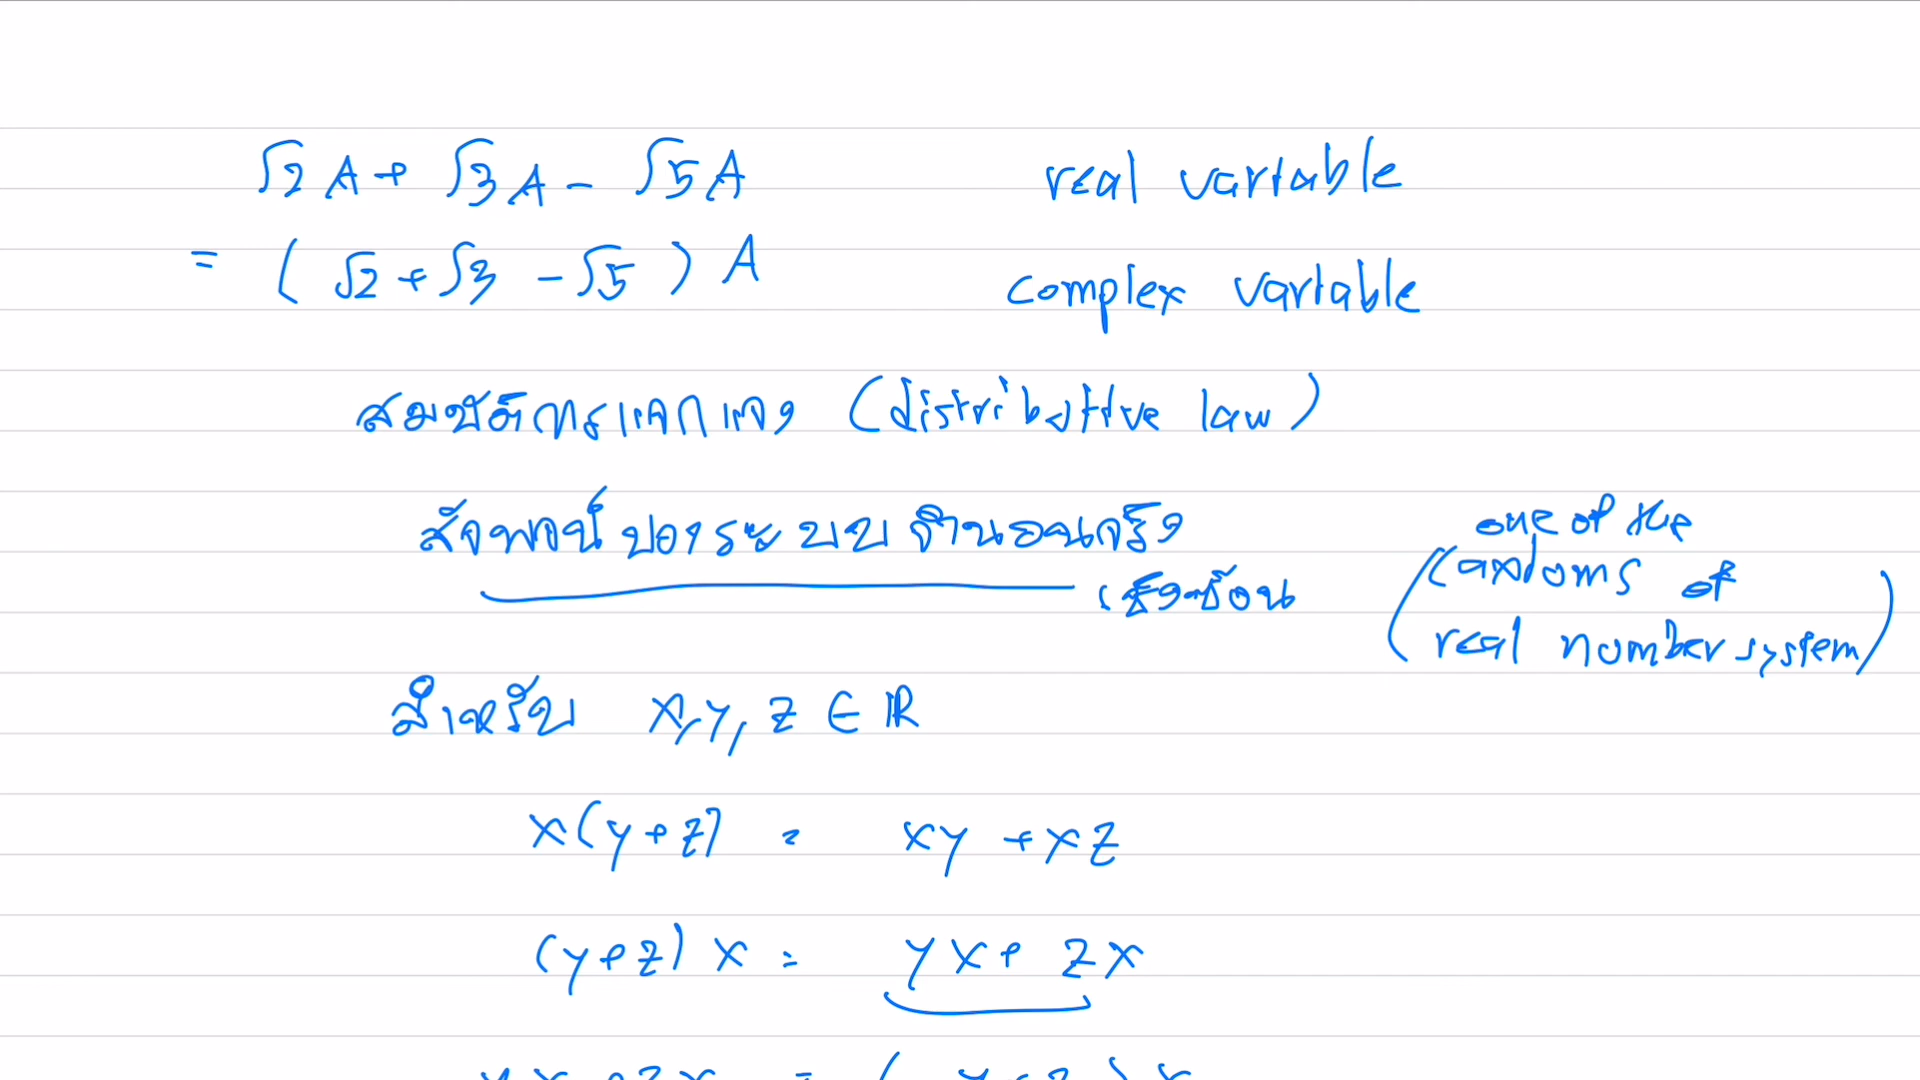 √2 A + √3 A - √5 A
real variable
= ( √2 + √3 - √5 ) A
complex variable
สมบัติการแจกแจง (distributive law)
สัจพจน์ของระบบจำนวนจริง
เชิงซ้อน
one of the
(axioms of
real number system)
สำหรับ x, y, z ∈ ℝ
x(y+z) = xy + xz
(y+z) x = yx + zx
yx + zx = ( y + z ) x